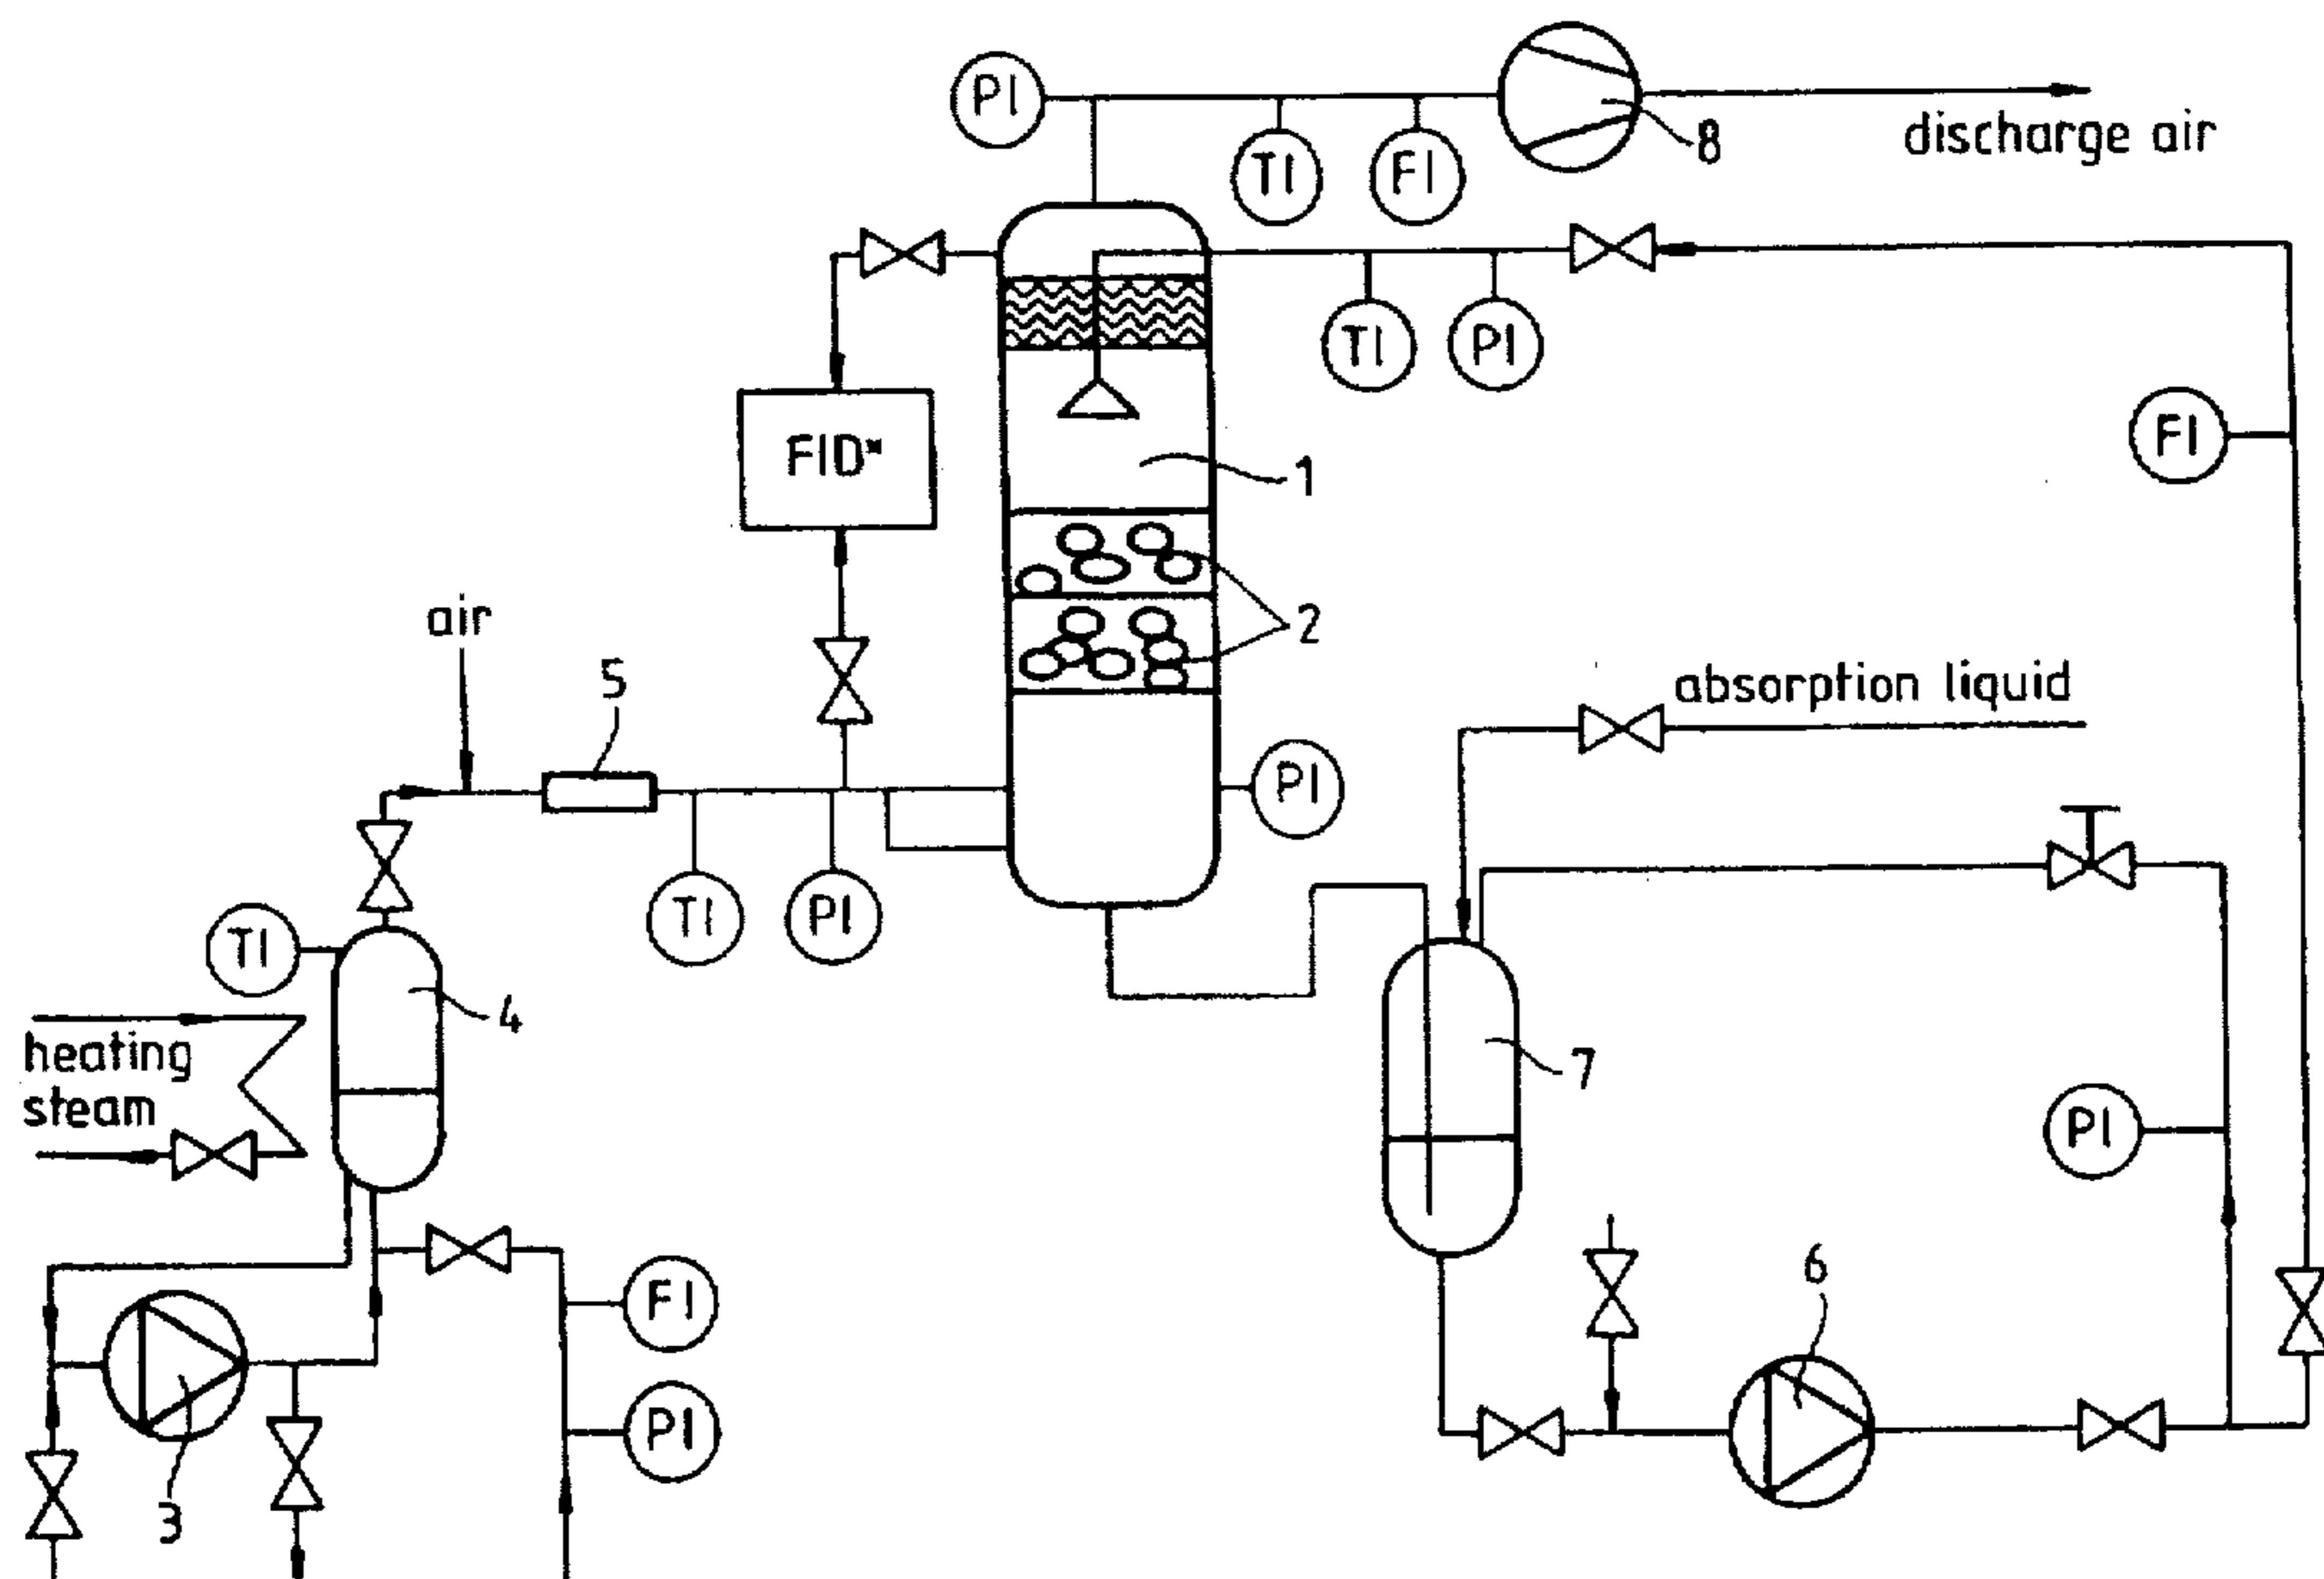 PI
TI
FI
8
discharge air
TI
PI
FID*
FI
1
air
5
2
absorption liquid
PI
TI
TI
PI
4
heating
steam
7
PI
FI
6
PI
3